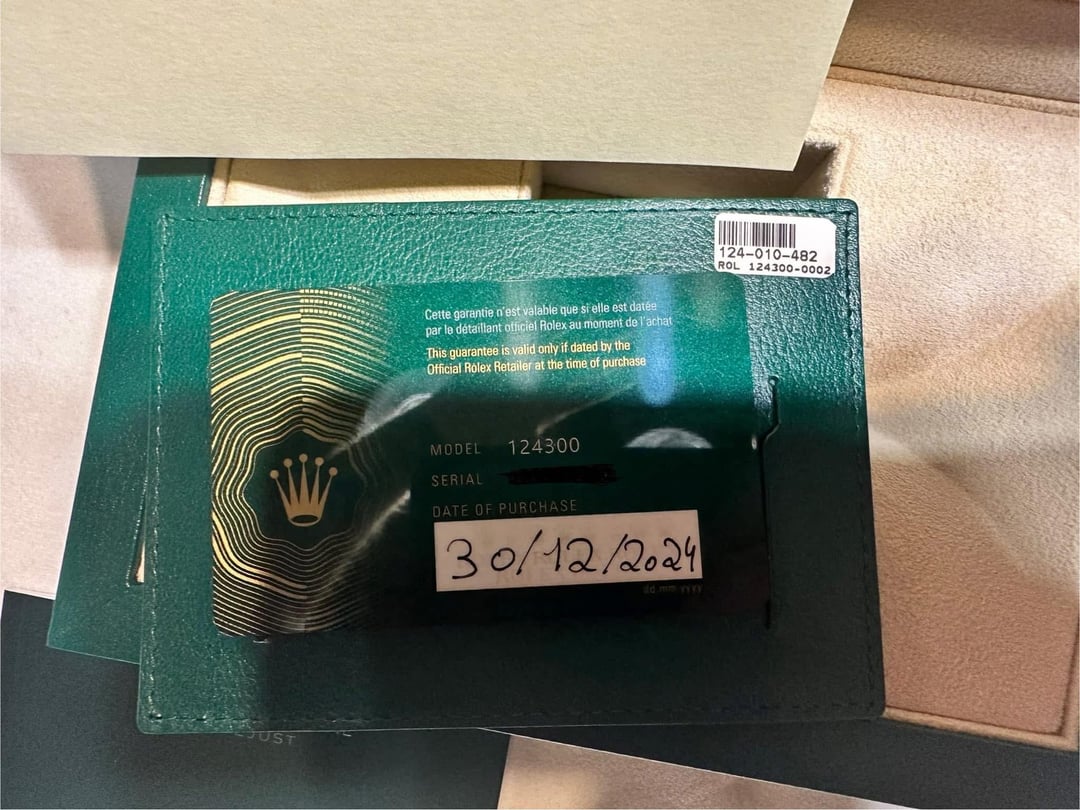 124-010-482
ROL 124300-0002
Cette garantie n'est valable que si elle est datée
par le détaillant officiel Rolex au moment de l'achat
This guarantee is valid only if dated by the
Official Rolex Retailer at the time of purchase
MODEL 124300
SERIAL
DATE OF PURCHASE
30/12/2024
dd mm yyyy